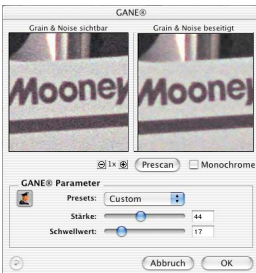 GANE®
Grain & Noise sichtbar
Grain & Noise beseitigt
Mooney
Mooney
1x
Prescan
Monochrome
GANE® Parameter
Presets:
Custom
Stärke:
44
Schwellwert:
17
Abbruch
OK